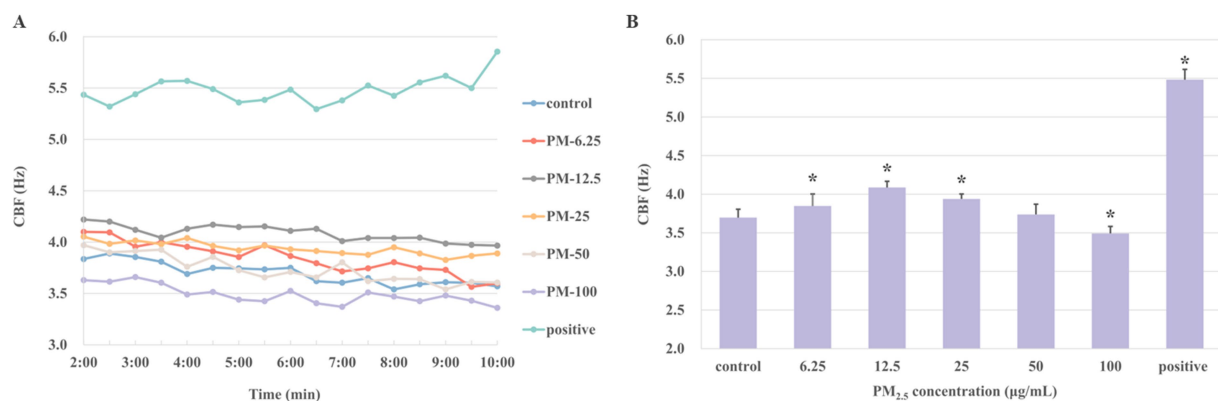 A
6.0
5.5
5.0
4.5
4.0
3.5
3.0
CBF (Hz)
2:00 3:00 4:00 5:00 6:00 7:00 8:00 9:00 10:00
Time (min)
control
PM-6.25
PM-12.5
PM-25
PM-50
PM-100
positive
B
6.0
5.5
5.0
4.5
4.0
3.5
3.0
2.5
2.0
CBF (Hz)
* * * * *
control 6.25 12.5 25 50 100 positive
PM2.5 concentration (μg/mL)